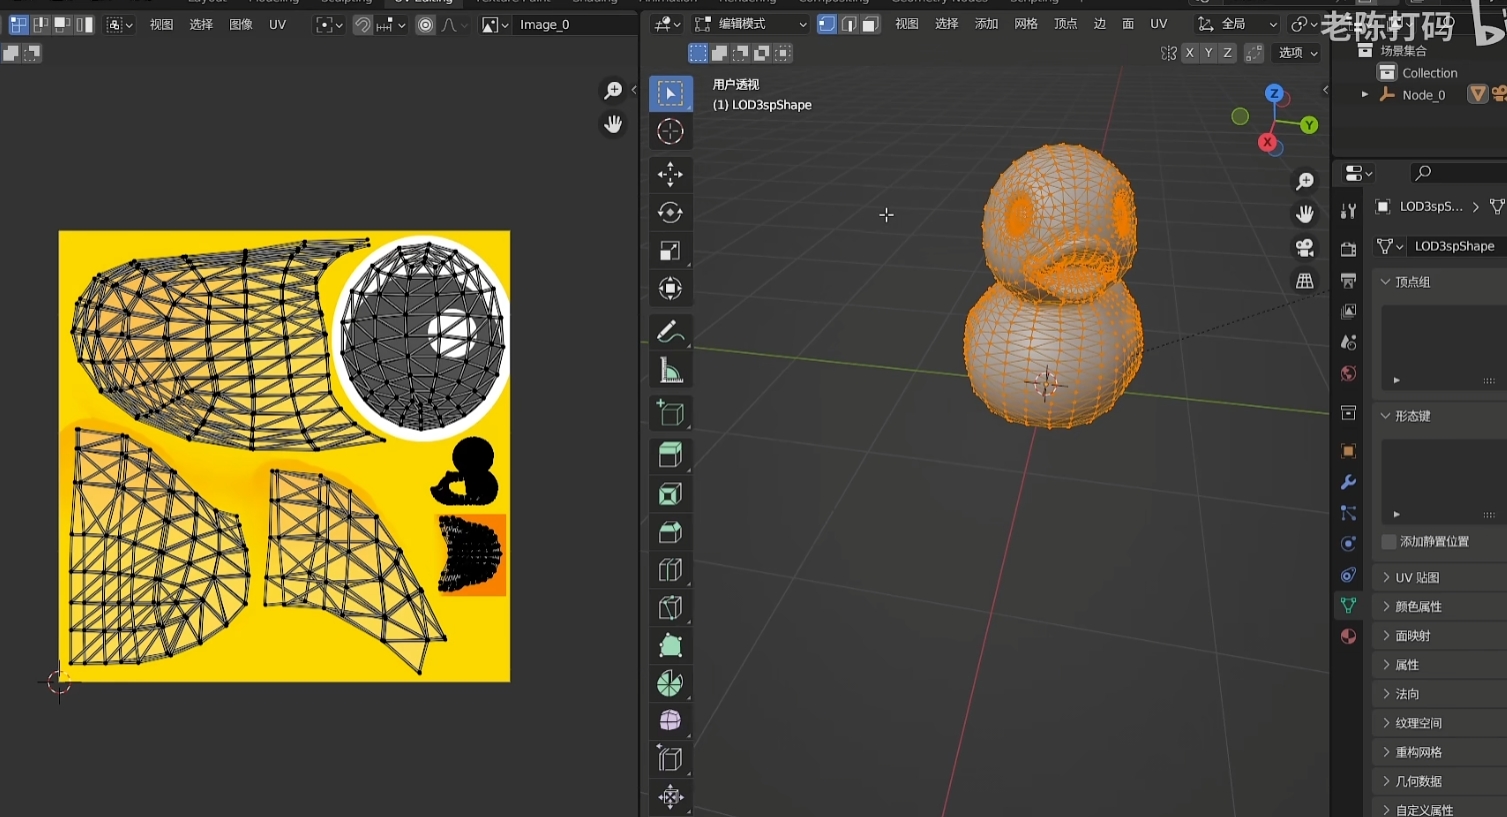 UV Editing
视图 选择 图像 UV Image_0
编辑模式 视图 选择 添加 网格 顶点 边 面 UV 全局
老陈打码
X Y Z 选项
用户透视
(1) LOD3spShape
Z
Y
X
场景集合
Collection
Node_0
LOD3spS...
LOD3spShape
顶点组
形态键
添加静置位置
UV 贴图
颜色属性
面映射
属性
法向
纹理空间
重构网格
几何数据
自定义属性